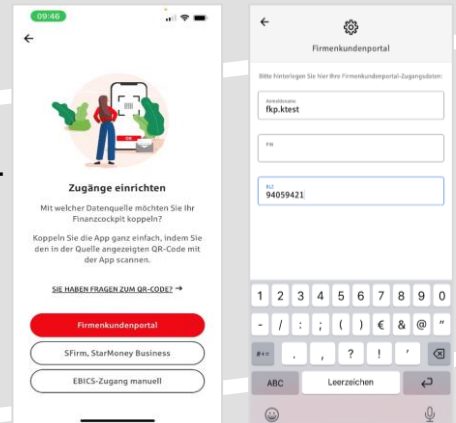 09:46
Zugänge einrichten
Mit welcher Datenquelle möchten Sie Ihr
Finanzcockpit koppeln?
Koppeln Sie die App ganz einfach, indem Sie
den in der Quelle angezeigten QR-Code mit
der App scannen.
SIE HABEN FRAGEN ZUM QR-CODE? →
Firmenkundenportal
SFirm, StarMoney Business
EBICS-Zugang manuell
Firmenkundenportal
Bitte hinterlegen Sie hier Ihre Firmenkundenportal-Zugangsdaten:
Anmeldename
fkp.ktest
PIN
BLZ
94059421
1 2 3 4 5 6 7 8 9 0
- / : ; ( ) € & @ "
#+= . , ? ! '
ABC Leerzeichen